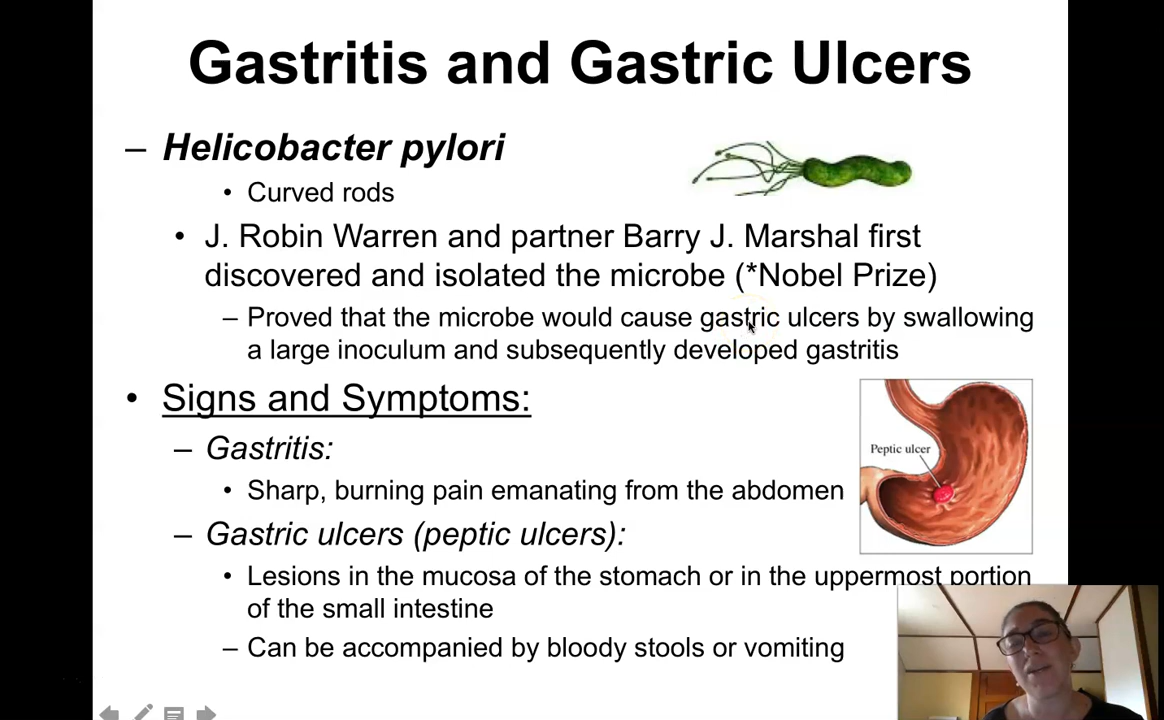 Gastritis and Gastric Ulcers
– Helicobacter pylori
• Curved rods
• J. Robin Warren and partner Barry J. Marshal first
discovered and isolated the microbe (*Nobel Prize)
– Proved that the microbe would cause gastric ulcers by swallowing
a large inoculum and subsequently developed gastritis
• Signs and Symptoms:
– Gastritis:
• Sharp, burning pain emanating from the abdomen
Peptic ulcer
– Gastric ulcers (peptic ulcers):
• Lesions in the mucosa of the stomach or in the uppermost portion
of the small intestine
– Can be accompanied by bloody stools or vomiting